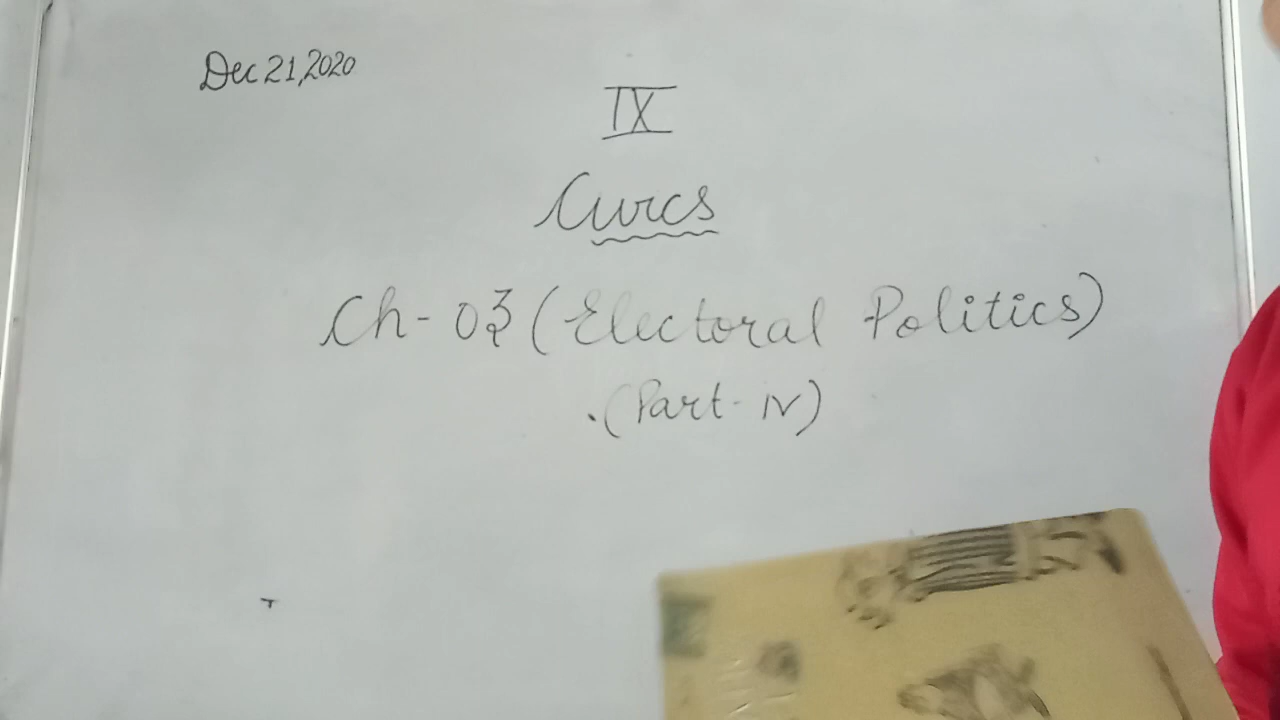 Dec 21, 2020
IX
Civics
Ch- 03 (Electoral Politics)
(Part- IV)